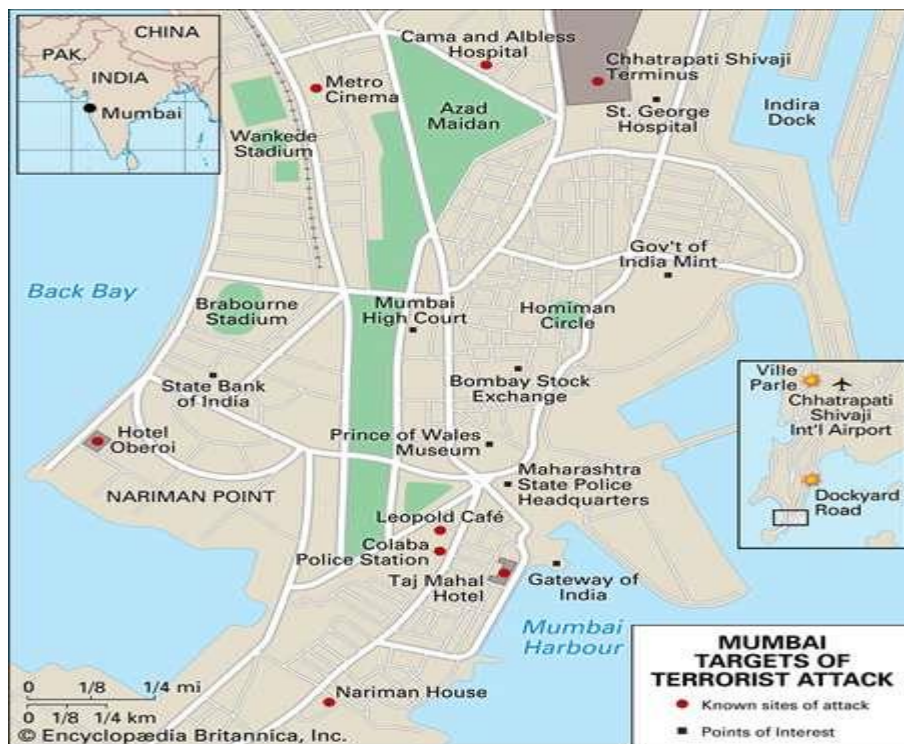 CHINA
PAK.
INDIA
Mumbai
Cama and Albless
Hospital
Chhatrapati Shivaji
Terminus
Metro
Cinema
Azad
Maidan
St. George
Hospital
Indira
Dock
Wankede
Stadium
Gov't of
India Mint
Back Bay
Brabourne
Stadium
Mumbai
High Court
Homiman
Circle
State Bank
of India
Bombay Stock
Exchange
Ville
Parle
Chhatrapati
Shivaji
Int'l Airport
Hotel
Oberoi
Prince of Wales
Museum
Maharashtra
State Police
Headquarters
NARIMAN POINT
Dockyard
Road
Leopold Café
Colaba
Police Station
Taj Mahal
Hotel
Gateway of
India
Mumbai
Harbour
Nariman House
0 1/8 1/4 mi
0 1/8 1/4 km
© Encyclopædia Britannica, Inc.
MUMBAI
TARGETS OF
TERRORIST ATTACK
Known sites of attack
Points of Interest